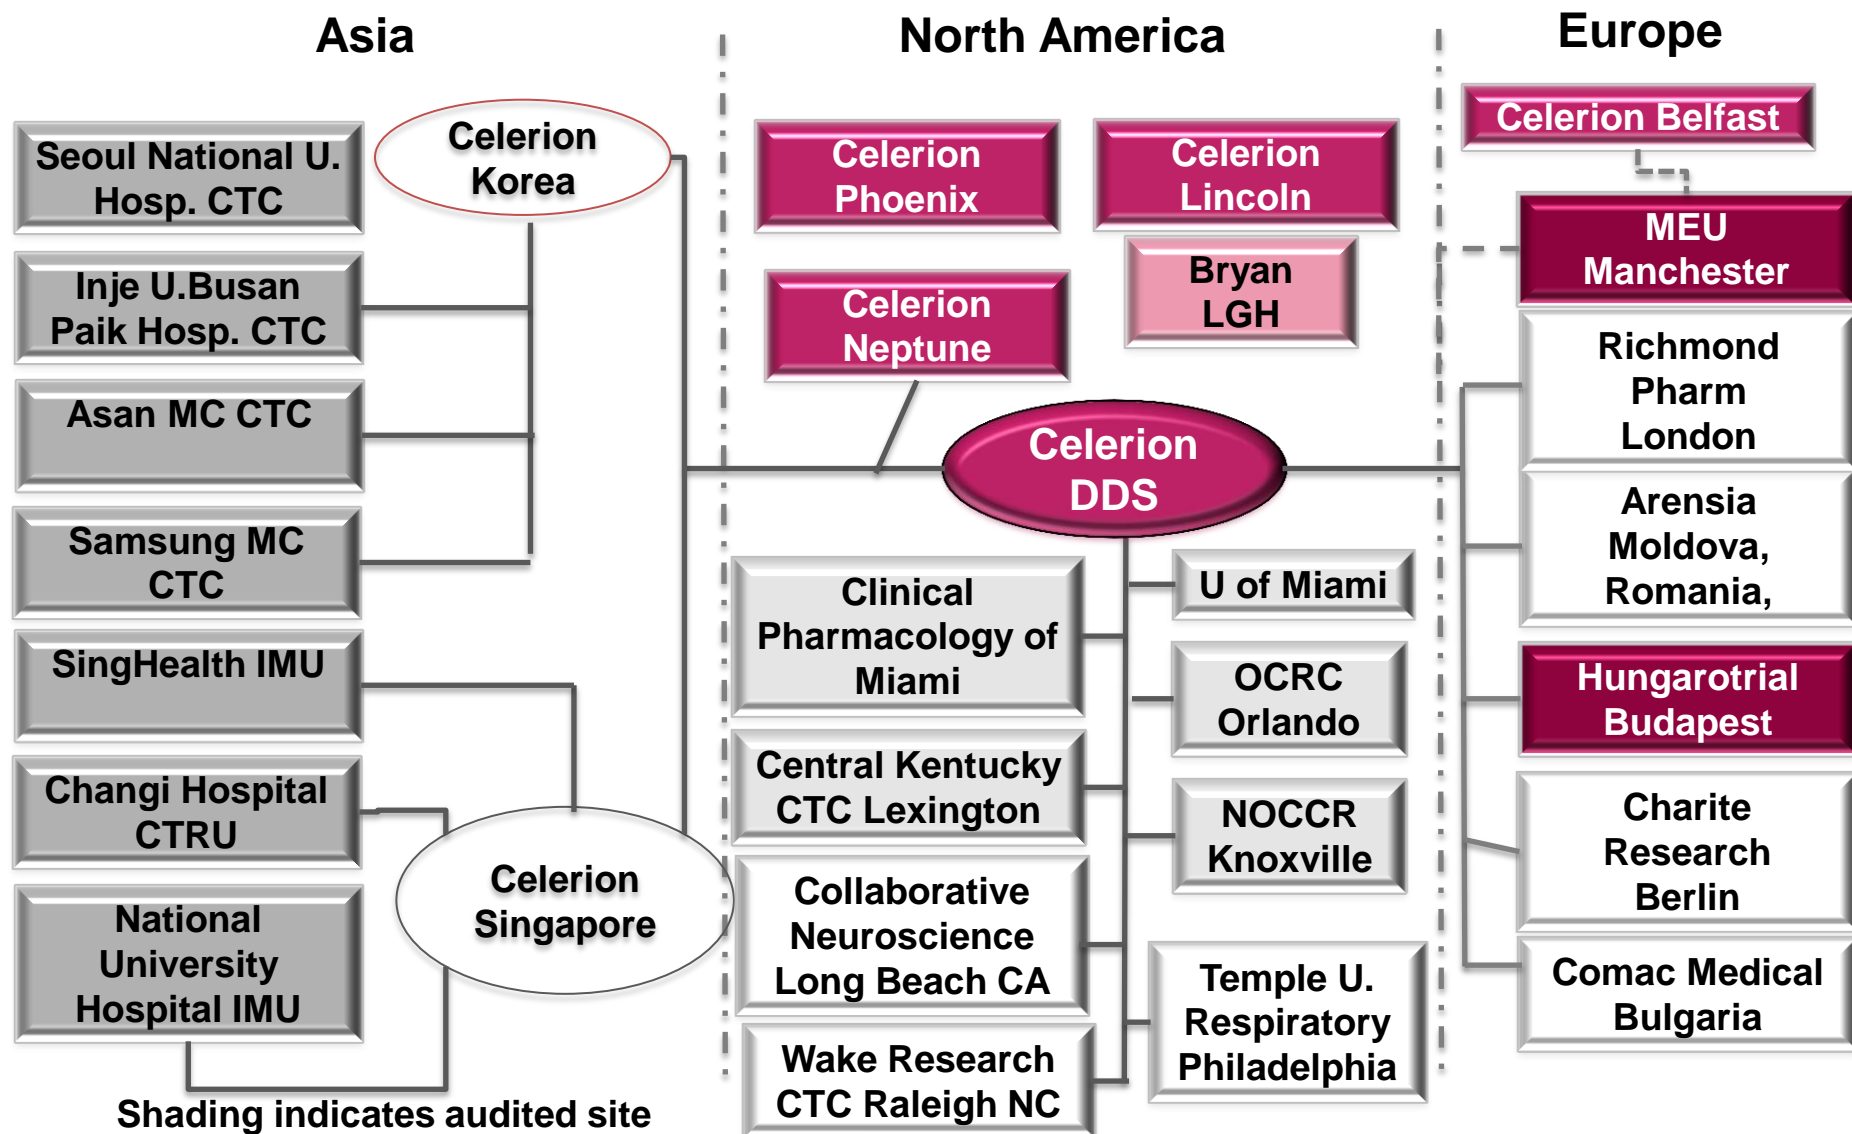 Asia
North America
Europe
Seoul National U.
Hosp. CTC
Inje U.Busan
Paik Hosp. CTC
Asan MC CTC
Samsung MC
CTC
SingHealth IMU
Changi Hospital
CTRU
National
University
Hospital IMU
Celerion
Korea
Celerion
Singapore
Shading indicates audited site
Celerion
Phoenix
Celerion
Lincoln
Bryan
LGH
Celerion
Neptune
Celerion
DDS
Clinical
Pharmacology of
Miami
Central Kentucky
CTC Lexington
Collaborative
Neuroscience
Long Beach CA
Wake Research
CTC Raleigh NC
U of Miami
OCRC
Orlando
NOCCR
Knoxville
Temple U.
Respiratory
Philadelphia
Celerion Belfast
MEU
Manchester
Richmond
Pharm
London
Arensia
Moldova,
Romania,
Hungarotrial
Budapest
Charite
Research
Berlin
Comac Medical
Bulgaria